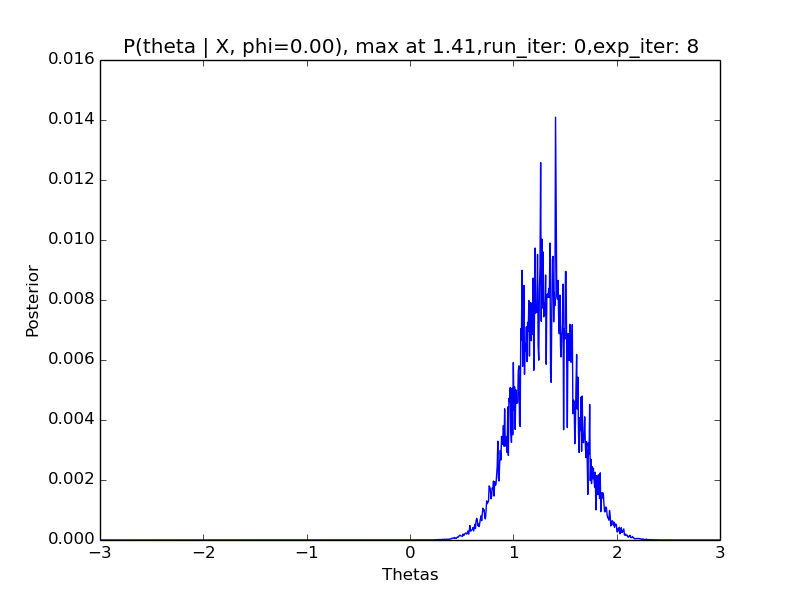 P(theta | X, phi=0.00), max at 1.41,run_iter: 0,exp_iter: 8
0.016
0.014
0.012
0.010
0.008
0.006
0.004
0.002
0.000
Posterior
−3 −2 −1 0 1 2 3
Thetas